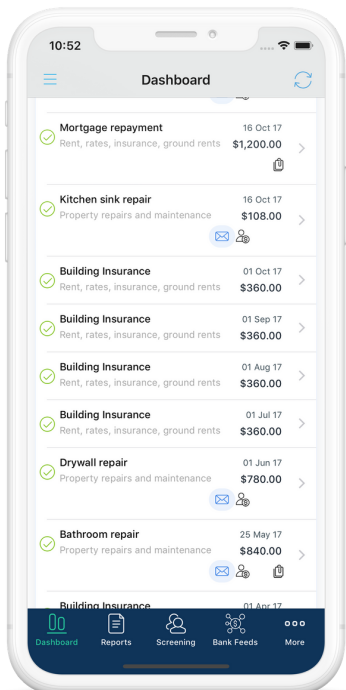 10:52
Dashboard
Mortgage repayment 16 Oct 17
Rent, rates, insurance, ground rents $1,200.00
Kitchen sink repair 16 Oct 17
Property repairs and maintenance $108.00
Building Insurance 01 Oct 17
Rent, rates, insurance, ground rents $360.00
Building Insurance 01 Sep 17
Rent, rates, insurance, ground rents $360.00
Building Insurance 01 Aug 17
Rent, rates, insurance, ground rents $360.00
Building Insurance 01 Jul 17
Rent, rates, insurance, ground rents $360.00
Drywall repair 01 Jun 17
Property repairs and maintenance $780.00
Bathroom repair 25 May 17
Property repairs and maintenance $840.00
Building Insurance 01 Apr 17
Dashboard Reports Screening Bank Feeds More